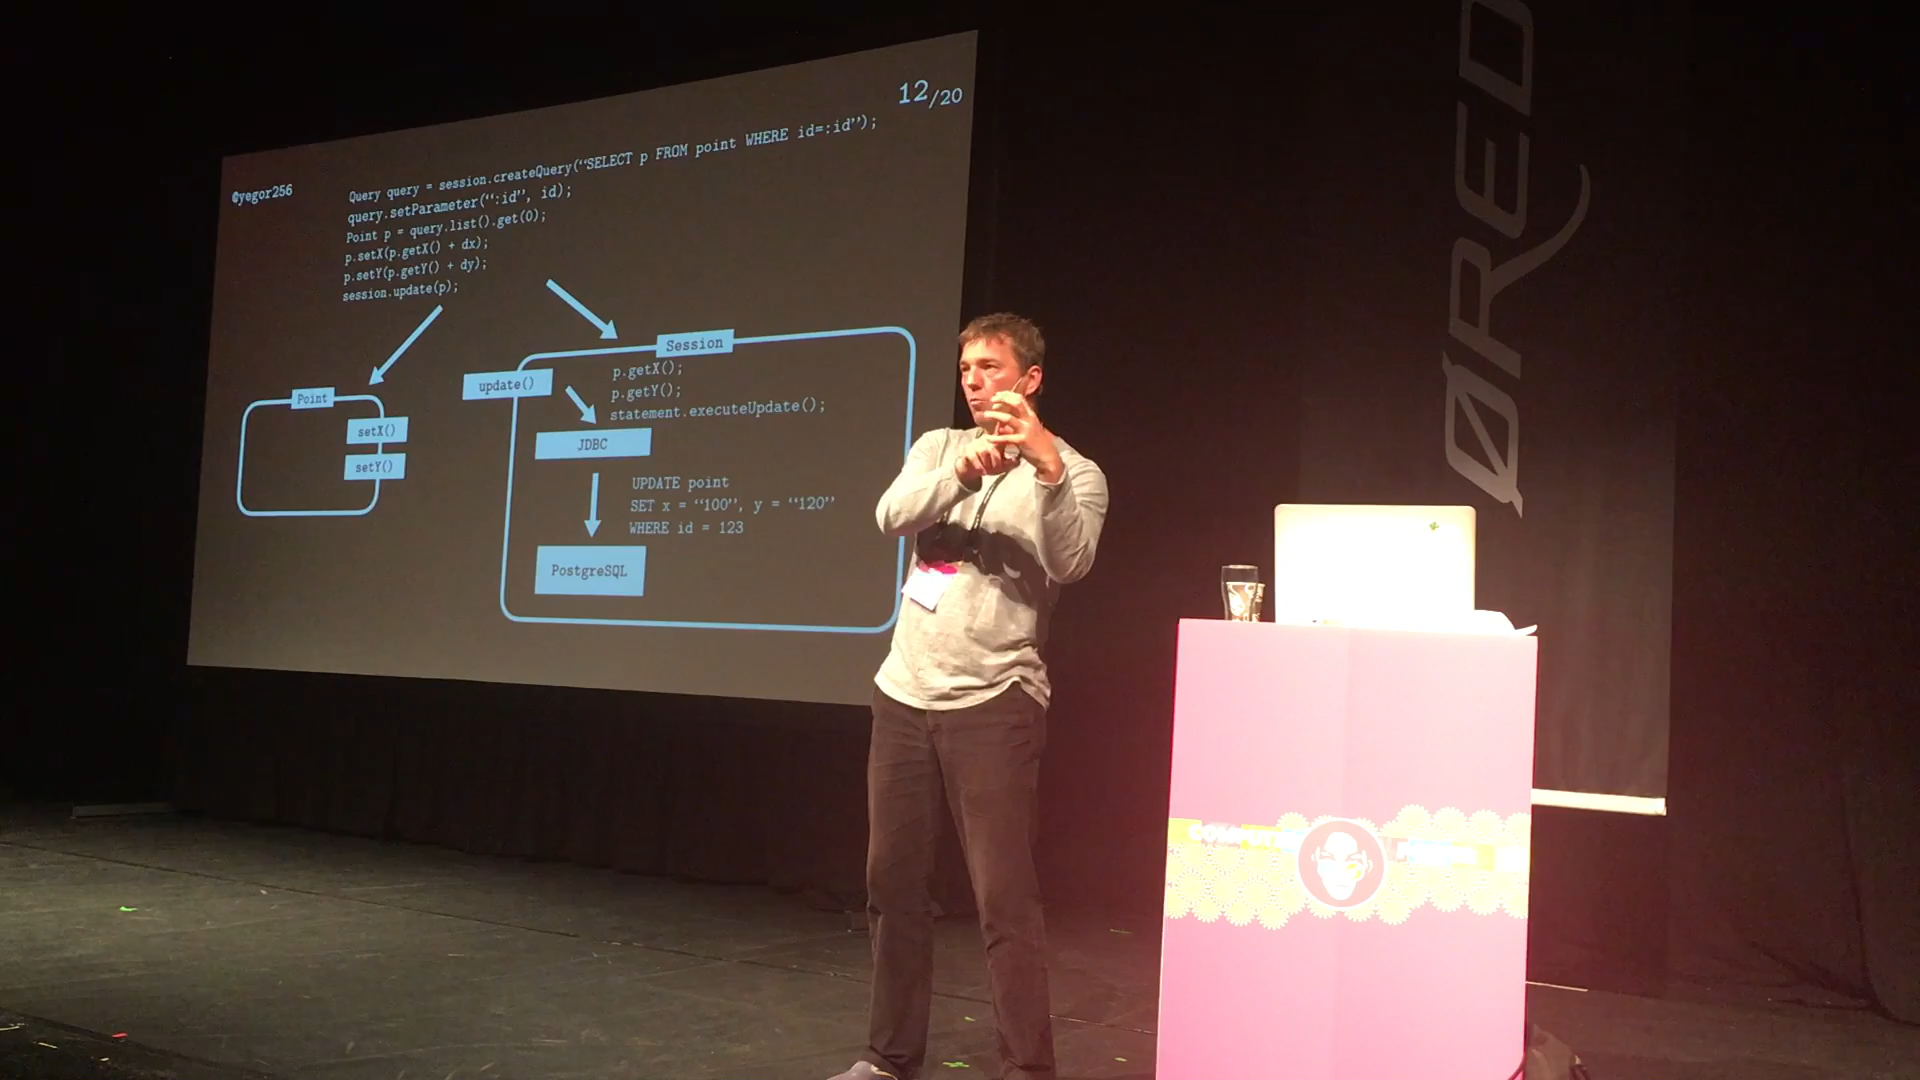 12/20
@yegor256
Query query = session.createQuery(“SELECT p FROM point WHERE id=:id”);
query.setParameter(“:id”, id);
Point p = query.list().get(0);
p.setX(p.getX() + dx);
p.setY(p.getY() + dy);
session.update(p);
Point
setX()
setY()
Session
update()
p.getX();
p.getY();
statement.executeUpdate();
JDBC
UPDATE point
SET x = “100”, y = “120”
WHERE id = 123
PostgreSQL
ØRED